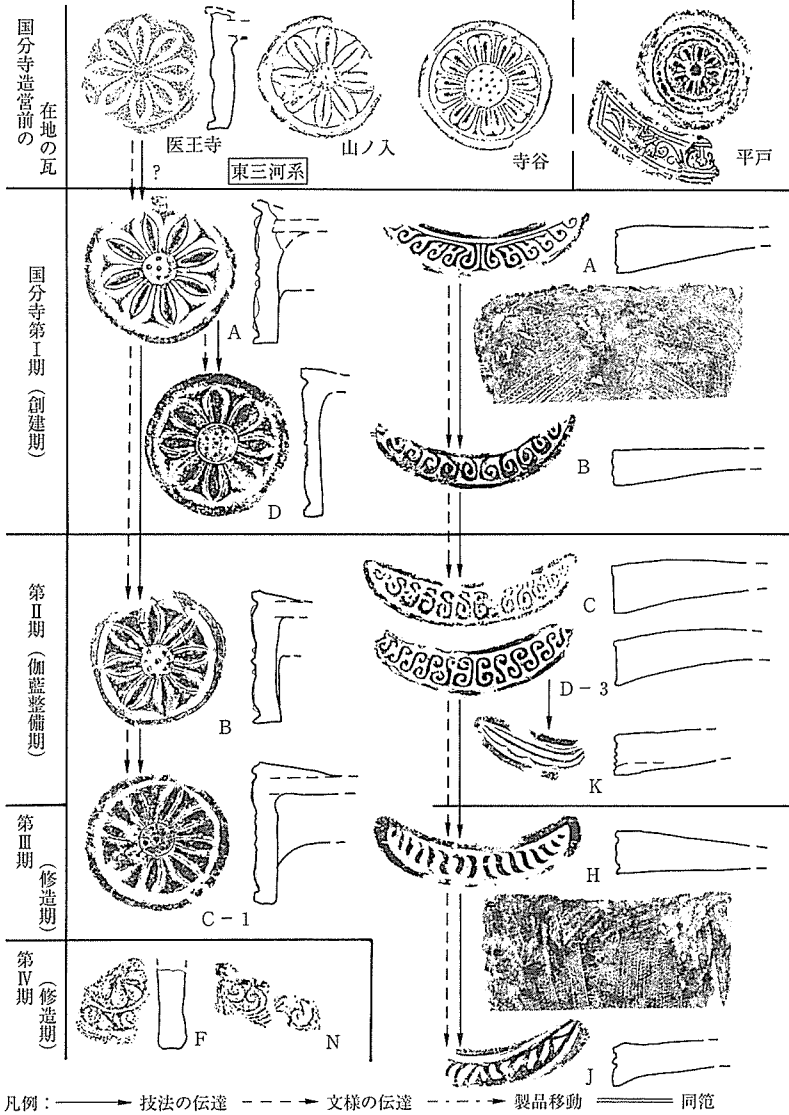 国分寺造営前の
在地の瓦
医王寺
?
東三河系
山ノ入
寺谷
平戸
国分寺第Ⅰ期(創建期)
A
A
D
B
第Ⅱ期(伽藍整備期)
B
C
D-3
K
第Ⅲ期(修造期)
C-1
H
第Ⅳ期(修造期)
F
N
J
凡例: 技法の伝達 文様の伝達 製品移動 同笵